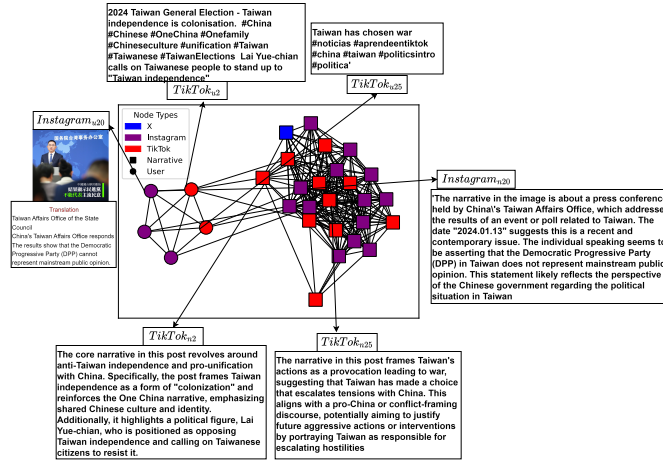 2024 Taiwan General Election - Taiwan
independence is colonisation.  #China
#Chinese #OneChina #Onefamily
#Chineseculture #unification #Taiwan
#Taiwanese #TaiwanElections  Lai Yue-chian
calls on Taiwanese people to stand up to
"Taiwan independence"
TikTok_u2
Taiwan has chosen war
#noticias #aprendeentiktok
#china #taiwan #politicsintro
#politica'
TikTok_u25
Instagram_u20
Translation
Taiwan Affairs Office of the State
Council
China's Taiwan Affairs Office responds
The results show that the Democratic
Progressive Party (DPP) cannot
represent mainstream public opinion.
Node Types
X
Instagram
TikTok
Narrative
User
Instagram_n20
'The narrative in the image is about a press conference
held by China\'s Taiwan Affairs Office, which addresses
the results of an event or poll related to Taiwan. The
date "2024.01.13" suggests this is a recent and
contemporary issue. The individual speaking seems to
be asserting that the Democratic Progressive Party
(DPP) in Taiwan does not represent mainstream public
opinion. This statement likely reflects the perspective
of the Chinese government regarding the political
situation in Taiwan
TikTok_n2
The core narrative in this post revolves around
anti-Taiwan independence and pro-unification
with China. Specifically, the post frames Taiwan
independence as a form of "colonization" and
reinforces the One China narrative, emphasizing
shared Chinese culture and identity.
Additionally, it highlights a political figure, Lai
Yue-chian, who is positioned as opposing
Taiwan independence and calling on Taiwanese
citizens to resist it.
TikTok_n25
The narrative in this post frames Taiwan's
actions as a provocation leading to war,
suggesting that Taiwan has made a choice
that escalates tensions with China. This
aligns with a pro-China or conflict-framing
discourse, potentially aiming to justify
future aggressive actions or interventions
by portraying Taiwan as responsible for
escalating hostilities